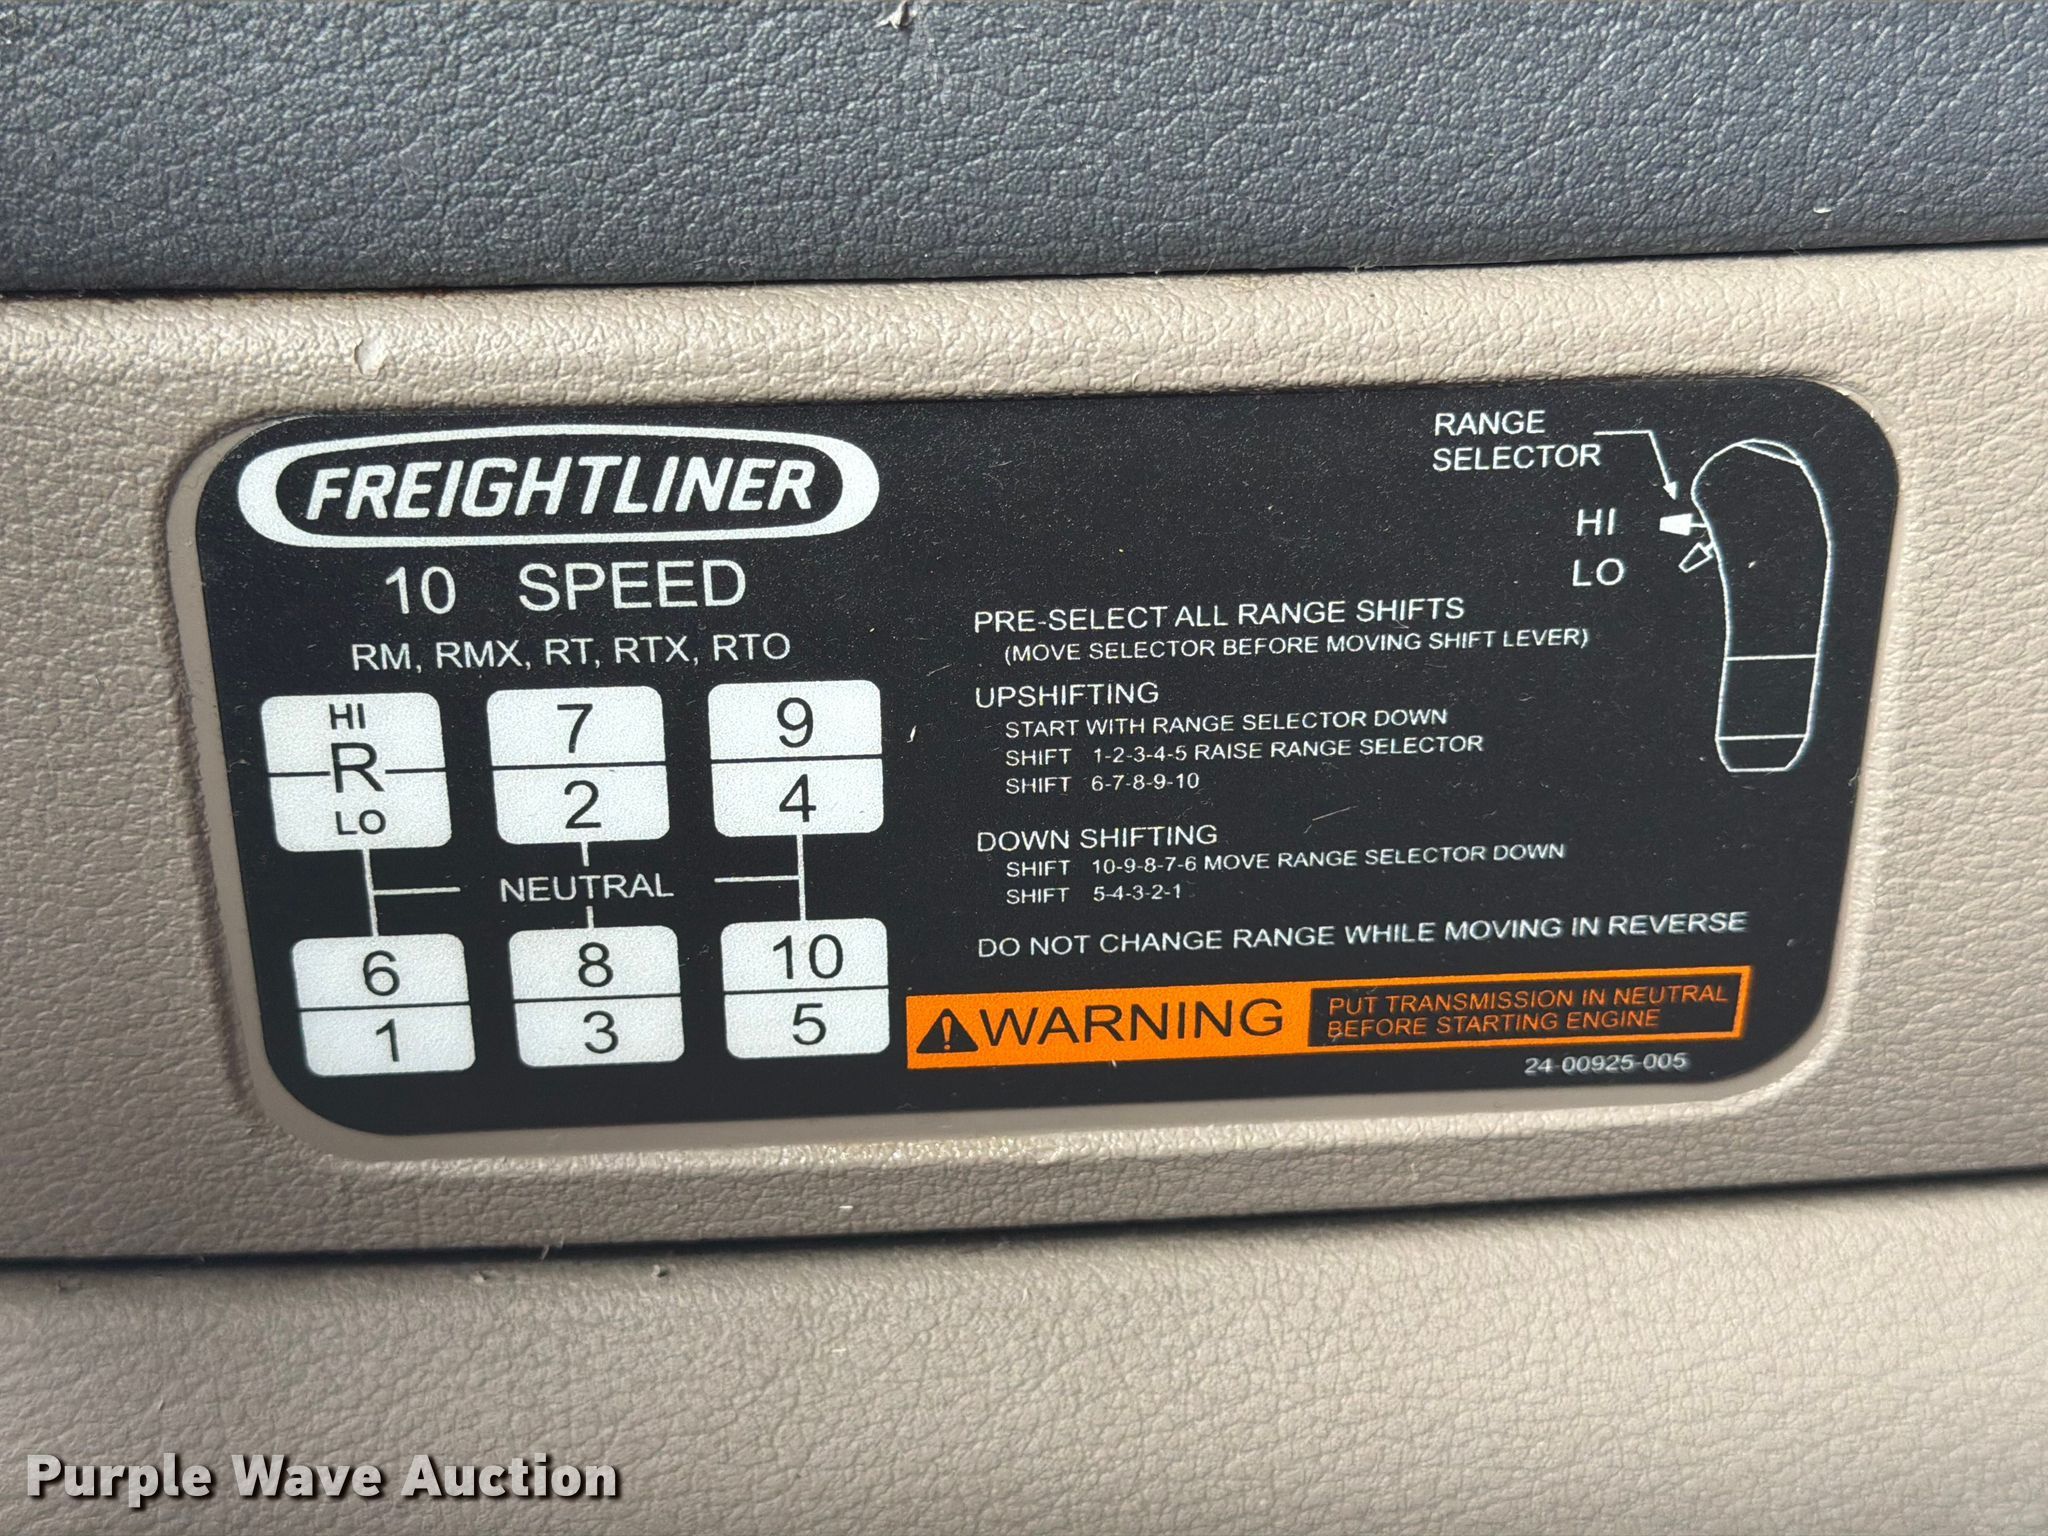 FREIGHTLINER
10 SPEED
RM, RMX, RT, RTX, RTO
HI
R
LO
7
2
9
4
NEUTRAL
6
1
8
3
10
5
RANGE
SELECTOR
HI
LO
PRE-SELECT ALL RANGE SHIFTS
(MOVE SELECTOR BEFORE MOVING SHIFT LEVER)
UPSHIFTING
START WITH RANGE SELECTOR DOWN
SHIFT 1-2-3-4-5 RAISE RANGE SELECTOR
SHIFT 6-7-8-9-10
DOWN SHIFTING
SHIFT 10-9-8-7-6 MOVE RANGE SELECTOR DOWN
SHIFT 5-4-3-2-1
DO NOT CHANGE RANGE WHILE MOVING IN REVERSE
WARNING
PUT TRANSMISSION IN NEUTRAL
BEFORE STARTING ENGINE
24-00925-005
Purple Wave Auction